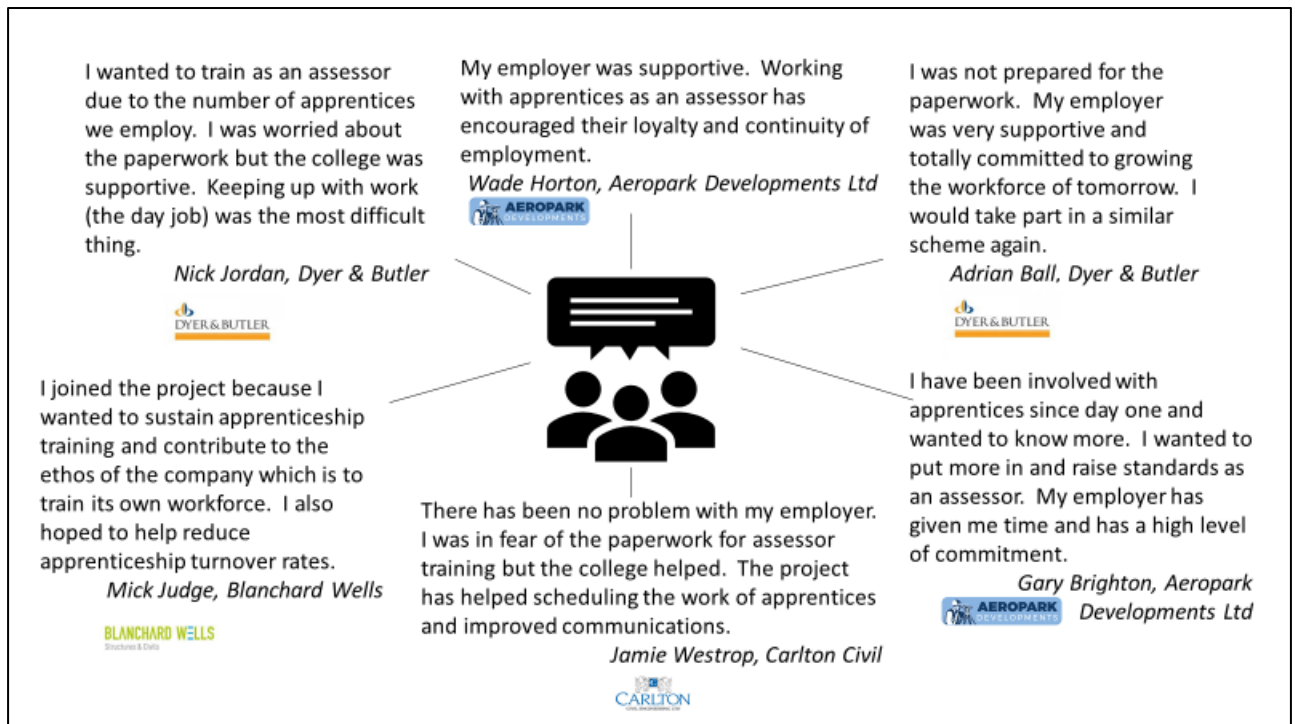 I wanted to train as an assessor
due to the number of apprentices
we employ.  I was worried about
the paperwork but the college was
supportive.  Keeping up with work
(the day job) was the most difficult
thing.
Nick Jordan, Dyer & Butler
DYER&BUTLER
My employer was supportive.  Working
with apprentices as an assessor has
encouraged their loyalty and continuity of
employment.
Wade Horton, Aeropark Developments Ltd
AEROPARK
DEVELOPMENTS
I was not prepared for the
paperwork.  My employer
was very supportive and
totally committed to growing
the workforce of tomorrow.  I
would take part in a similar
scheme again.
Adrian Ball, Dyer & Butler
DYER&BUTLER
I joined the project because I
wanted to sustain apprenticeship
training and contribute to the
ethos of the company which is to
train its own workforce.  I also
hoped to help reduce
apprenticeship turnover rates.
Mick Judge, Blanchard Wells
BLANCHARD WELLS
Structures & Civils
There has been no problem with my employer.
I was in fear of the paperwork for assessor
training but the college helped.  The project
has helped scheduling the work of apprentices
and improved communications.
Jamie Westrop, Carlton Civil
CARLTON
CIVIL ENGINEERING LTD
I have been involved with
apprentices since day one and
wanted to know more.  I wanted to
put more in and raise standards as
an assessor.  My employer has
given me time and has a high level
of commitment.
Gary Brighton, Aeropark
Developments Ltd
AEROPARK
DEVELOPMENTS